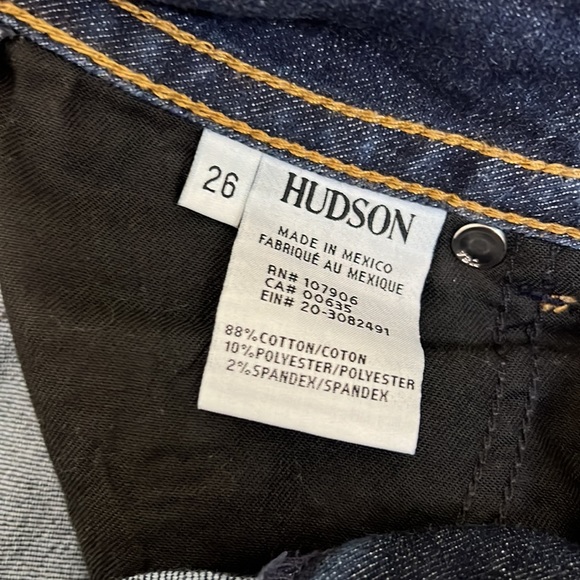 26
HUDSON
MADE IN MEXICO
FABRIQUÉ AU MEXIQUE
RN# 107906
CA# 00635
EIN# 20-3082491
88%COTTON/COTON
10%POLYESTER/POLYESTER
2%SPANDEX/SPANDEX